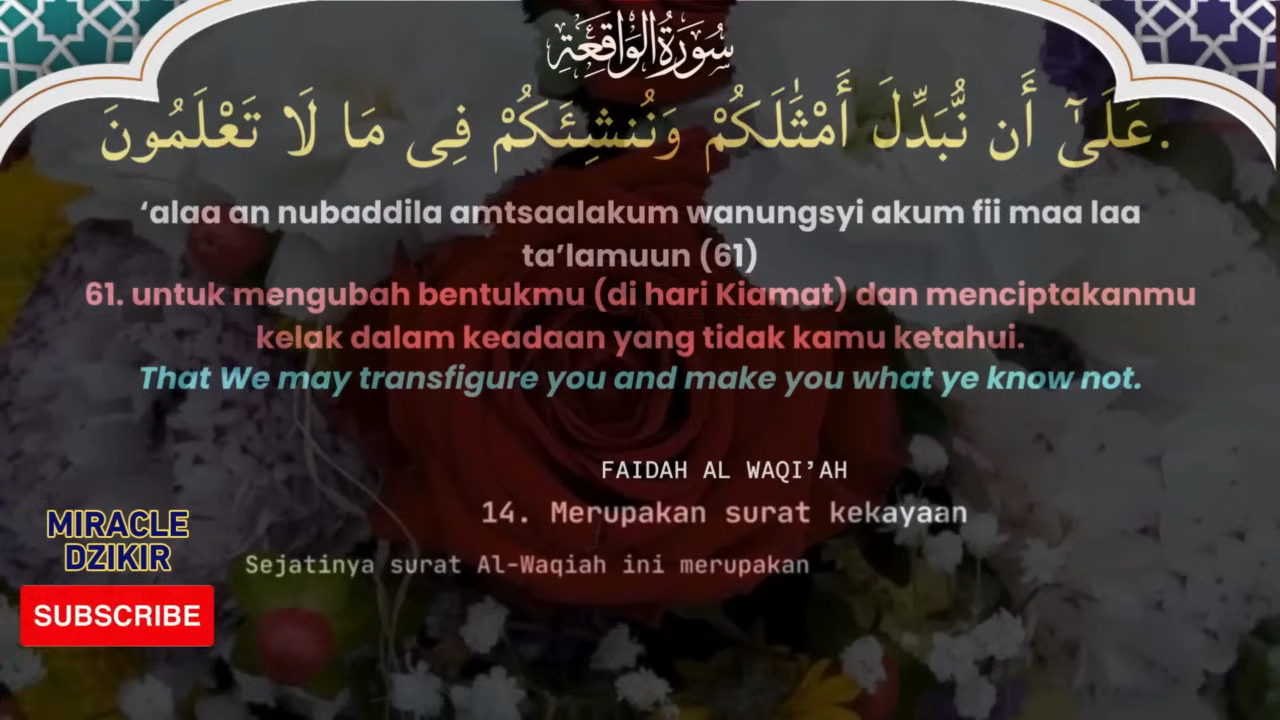 سُورَةُ الْوَاقِعَةِ
عَلَىٰٓ أَن نُّبَدِّلَ أَمْثَٰلَكُمْ وَنُنشِئَكُمْ فِى مَا لَا تَعْلَمُونَ.
‘alaa an nubaddila amtsaalakum wanungsyi akum fii maa laa
ta’lamuun (61)
61. untuk mengubah bentukmu (di hari Kiamat) dan menciptakanmu
kelak dalam keadaan yang tidak kamu ketahui.
That We may transfigure you and make you what ye know not.
FAIDAH AL WAQI’AH
14. Merupakan surat kekayaan
Sejatinya surat Al-Waqiah ini merupakan
MIRACLE
DZIKIR
SUBSCRIBE